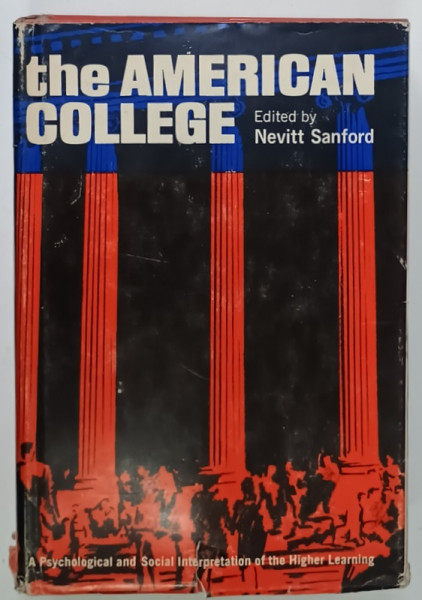 the AMERICAN
COLLEGE
Edited by
Nevitt Sanford
A Psychological and Social Interpretation of the Higher Learning